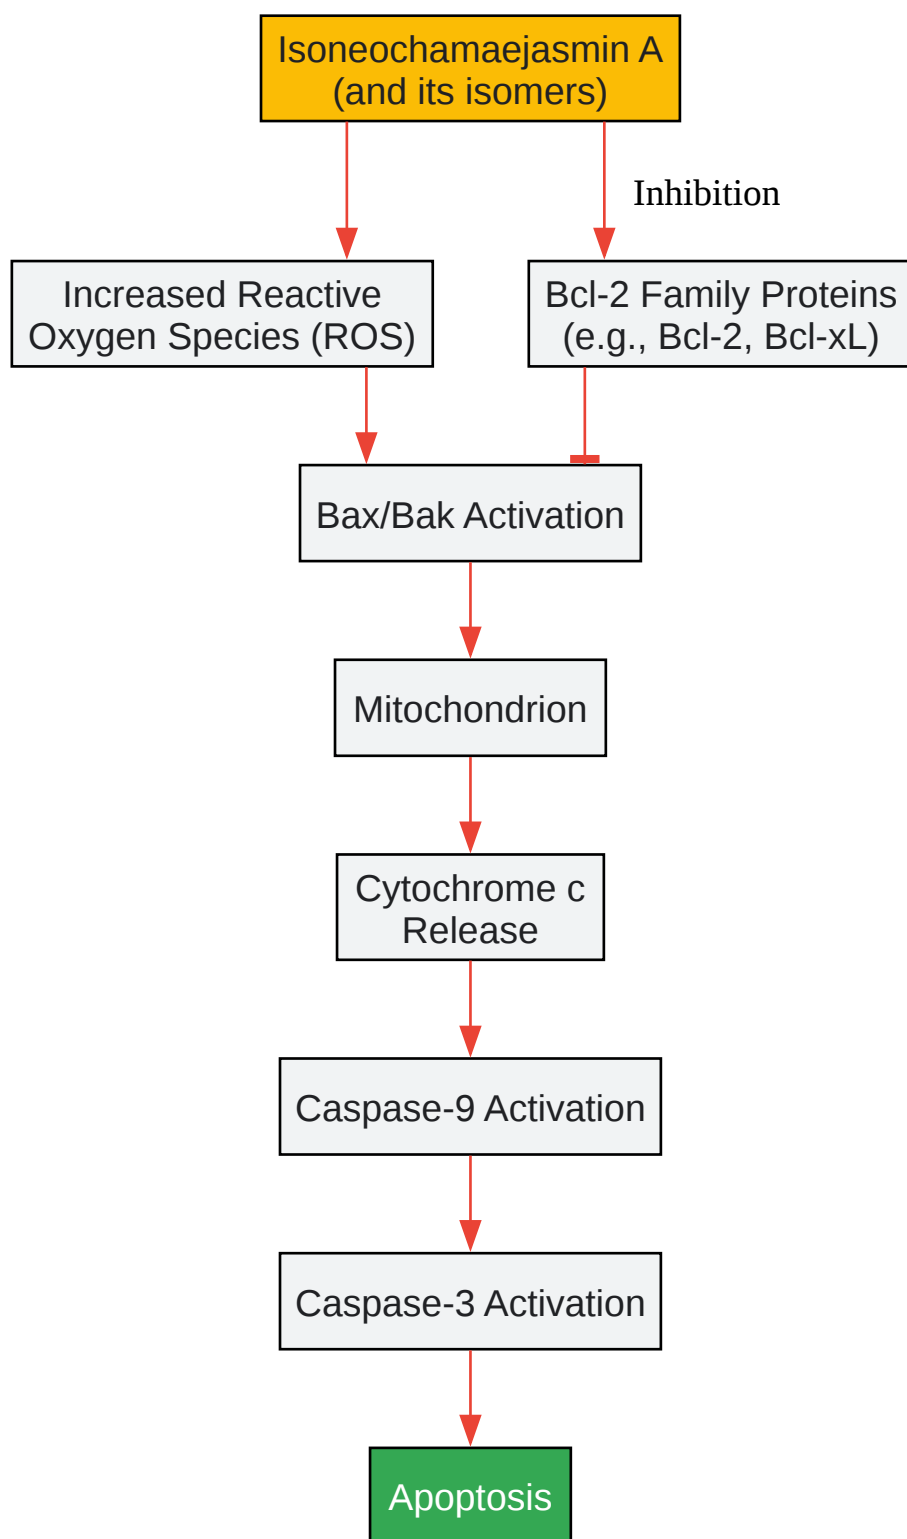 Isoneochamaejasmin A
(and its isomers)
Inhibition
Increased Reactive
Oxygen Species (ROS)
Bcl-2 Family Proteins
(e.g., Bcl-2, Bcl-xL)
Bax/Bak Activation
Mitochondrion
Cytochrome c
Release
Caspase-9 Activation
Caspase-3 Activation
Apoptosis